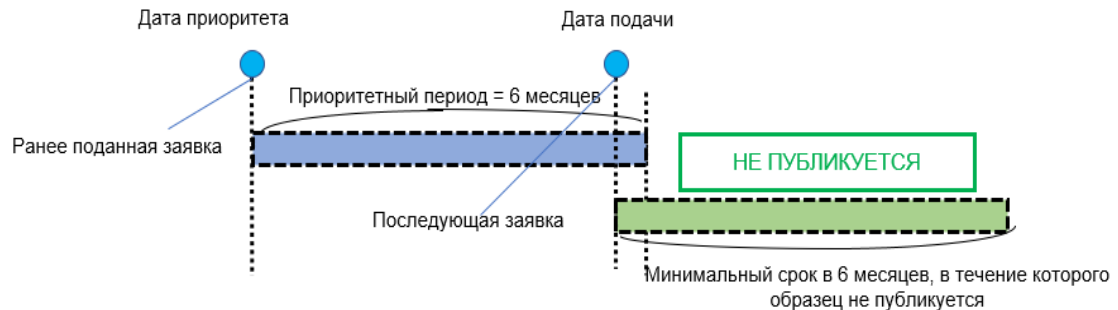 Дата приоритета
Дата подачи
Приоритетный период = 6 месяцев
Ранее поданная заявка
НЕ ПУБЛИКУЕТСЯ
Последующая заявка
Минимальный срок в 6 месяцев, в течение которого
образец не публикуется